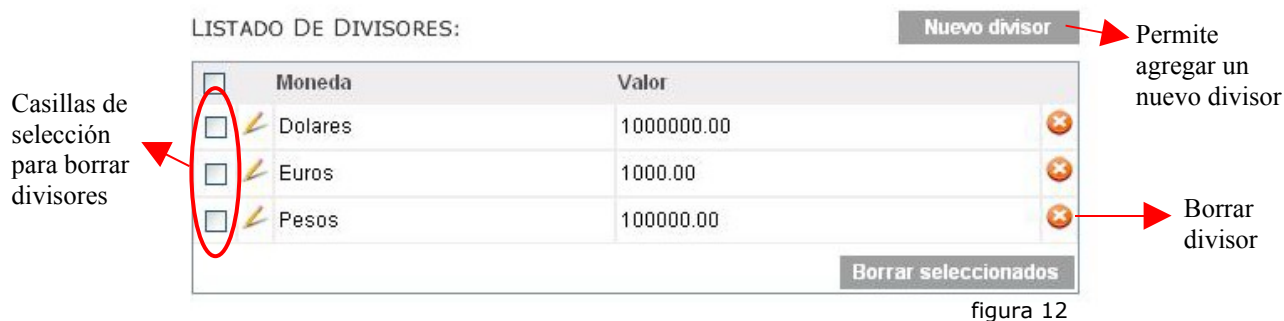 LISTADO DE DIVISORES:
Nuevo divisor
Permite
agregar un
nuevo divisor
Casillas de
selección
para borrar
divisores
Moneda Valor
Dolares 1000000.00
Euros 1000.00
Pesos 100000.00
Borrar
divisor
Borrar seleccionados
figura 12